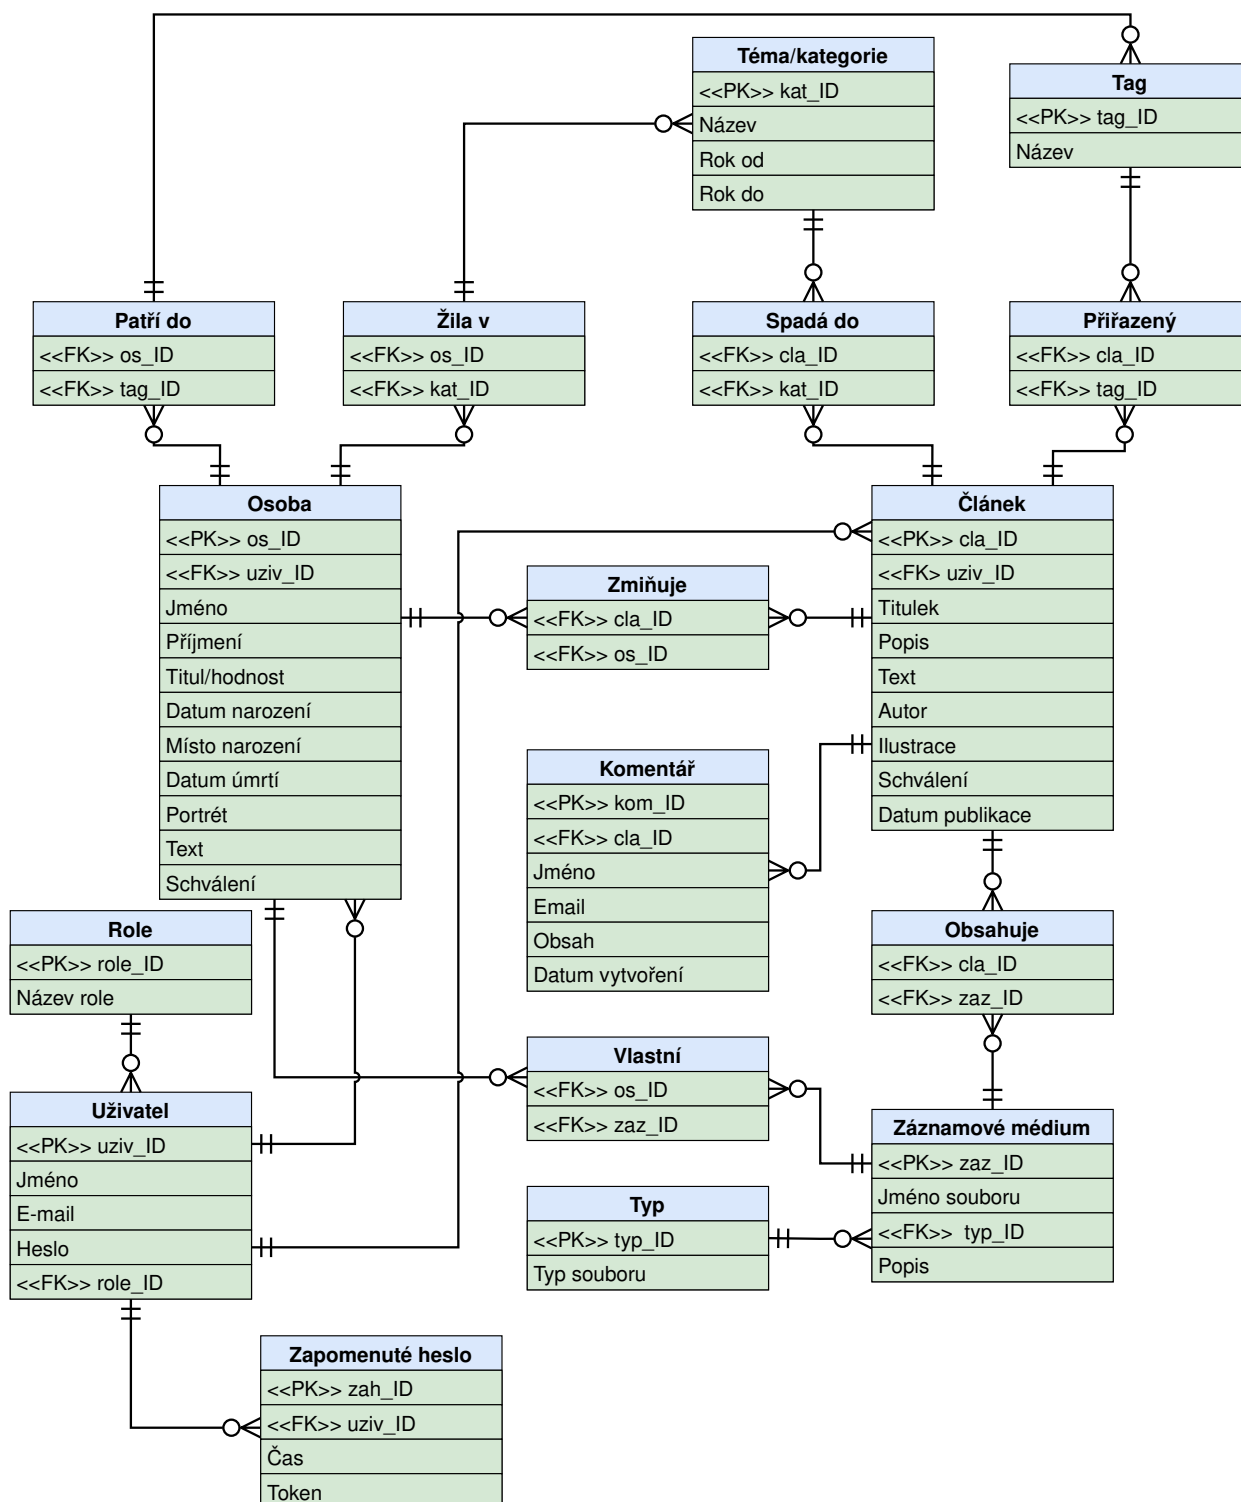 Téma/kategorie
<<PK>> kat_ID
Název
Rok od
Rok do
Tag
<<PK>> tag_ID
Název
Patří do
<<FK>> os_ID
<<FK>> tag_ID
Žila v
<<FK>> os_ID
<<FK>> kat_ID
Spadá do
<<FK>> cla_ID
<<FK>> kat_ID
Přiřazený
<<FK>> cla_ID
<<FK>> tag_ID
Osoba
<<PK>> os_ID
<<FK>> uziv_ID
Jméno
Příjmení
Titul/hodnost
Datum narození
Místo narození
Datum úmrtí
Portrét
Text
Schválení
Zmiňuje
<<FK>> cla_ID
<<FK>> os_ID
Článek
<<PK>> cla_ID
<<FK> uziv_ID
Titulek
Popis
Text
Autor
Ilustrace
Schválení
Datum publikace
Komentář
<<PK>> kom_ID
<<FK>> cla_ID
Jméno
Email
Obsah
Datum vytvoření
Role
<<PK>> role_ID
Název role
Obsahuje
<<FK>> cla_ID
<<FK>> zaz_ID
Vlastní
<<FK>> os_ID
<<FK>> zaz_ID
Uživatel
<<PK>> uziv_ID
Jméno
E-mail
Heslo
<<FK>> role_ID
Záznamové médium
<<PK>> zaz_ID
Jméno souboru
<<FK>> typ_ID
Popis
Typ
<<PK>> typ_ID
Typ souboru
Zapomenuté heslo
<<PK>> zah_ID
<<FK>> uziv_ID
Čas
Token